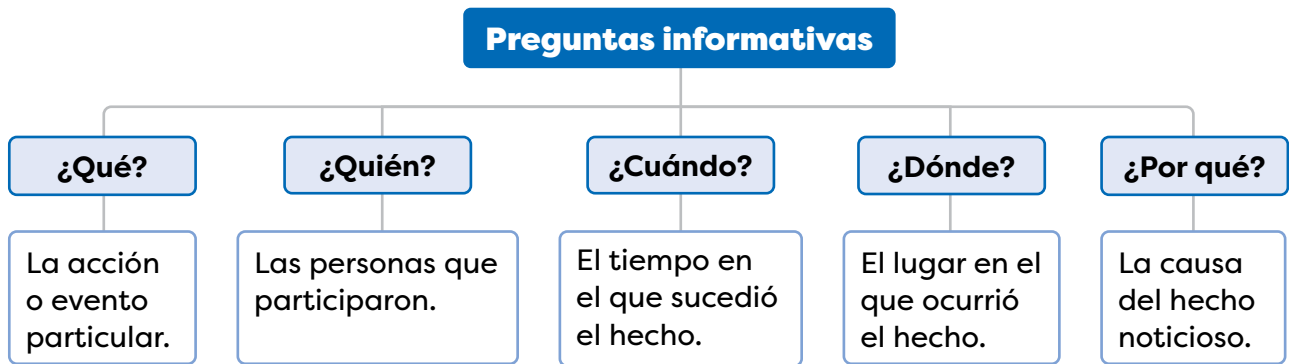 Preguntas informativas
¿Qué?
La acción
o evento
particular.
¿Quién?
Las personas que
participaron.
¿Cuándo?
El tiempo en
el que sucedió
el hecho.
¿Dónde?
El lugar en el
que ocurrió
el hecho.
¿Por qué?
La causa
del hecho
noticioso.